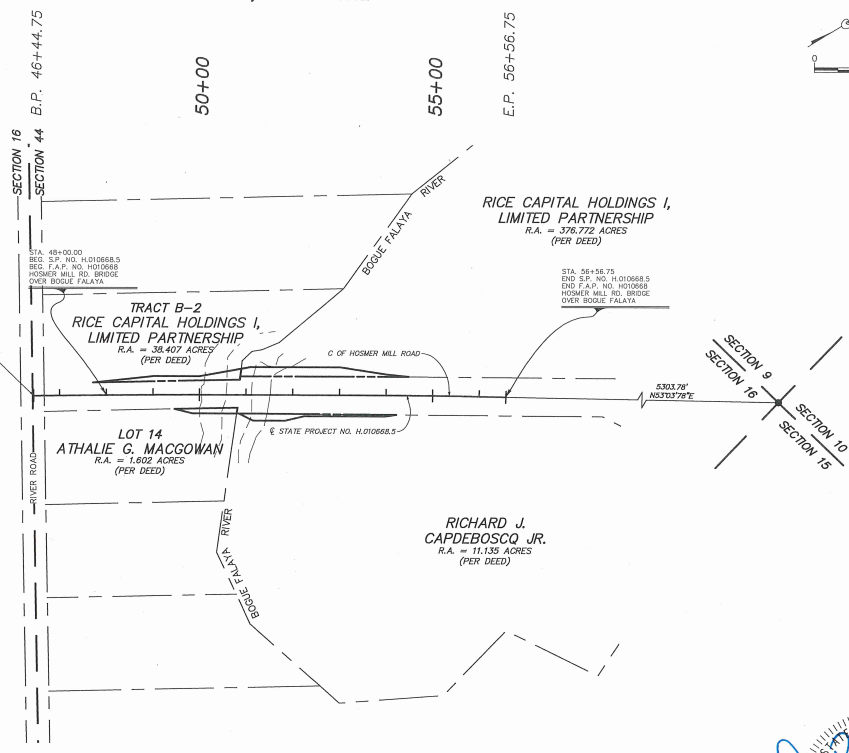 B.P. 46+44.75
50+00
55+00
E.P. 56+56.75
0
SECTION 16
SECTION 44
BOGUE FALAYA RIVER
RICE CAPITAL HOLDINGS I,
LIMITED PARTNERSHIP
R.A. = 376.772 ACRES
(PER DEED)
STA. 48+00.00
BEG. S.P. NO. H.010668.5
BEG. F.A.P. NO. H010668
HOSMER MILL RD. BRIDGE
OVER BOGUE FALAYA
STA. 56+56.75
END S.P. NO. H.010668.5
END F.A.P. NO. H010668
HOSMER MILL RD. BRIDGE
OVER BOGUE FALAYA
TRACT B-2
RICE CAPITAL HOLDINGS I,
LIMITED PARTNERSHIP
R.A. = 38.407 ACRES
(PER DEED)
C OF HOSMER MILL ROAD
SECTION 9
SECTION 16
5303.78'
N53°03'78"E
SECTION 10
SECTION 15
℄ STATE PROJECT NO. H.010668.5
LOT 14
ATHALIE G. MACGOWAN
R.A. = 1.602 ACRES
(PER DEED)
RIVER ROAD
BOGUE FALAYA RIVER
RICHARD J.
CAPDEBOSCQ JR.
R.A. = 11.135 ACRES
(PER DEED)
STATE